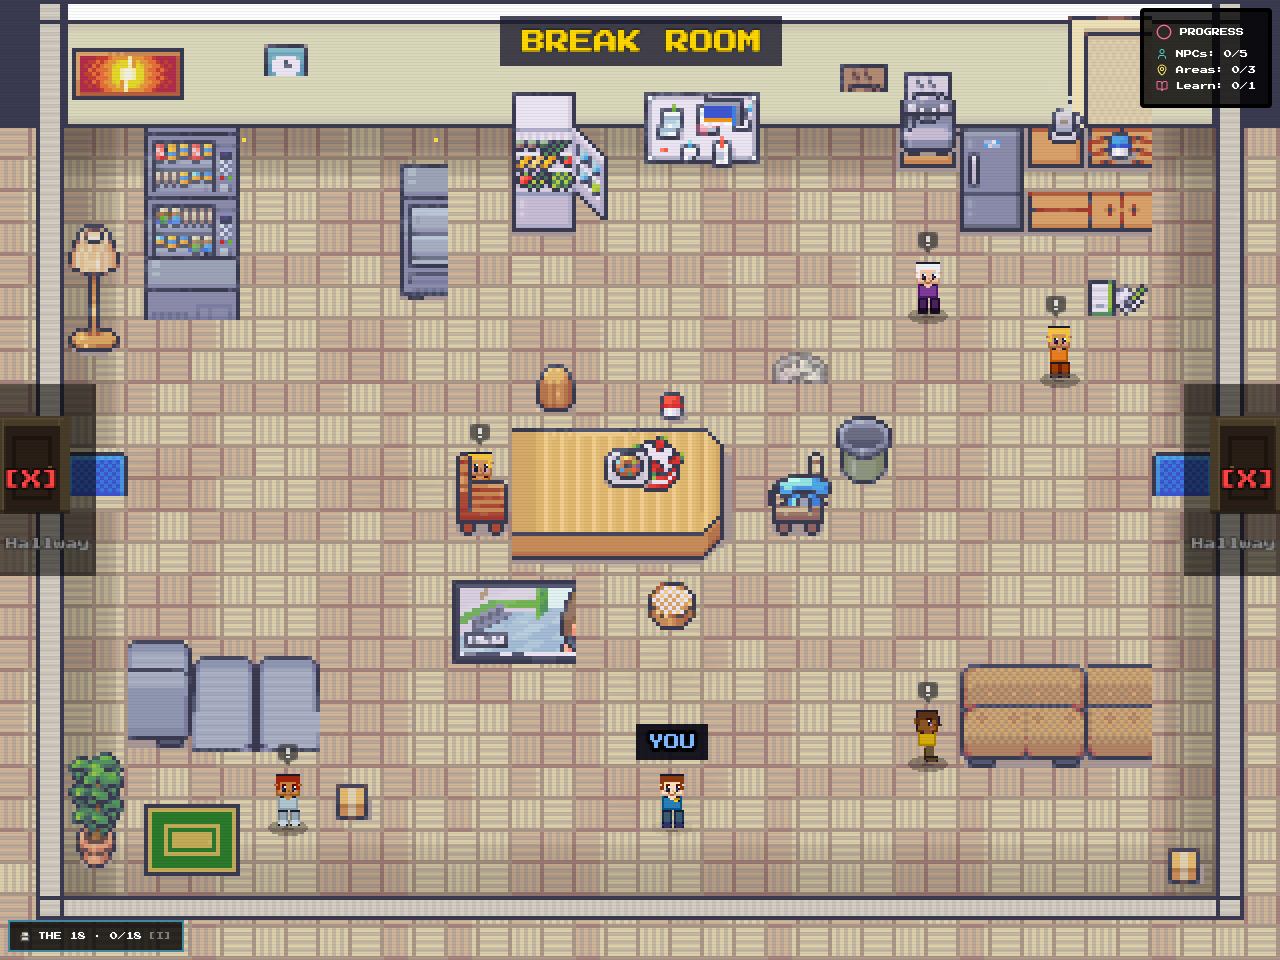 BREAK ROOM
PROGRESS
NPCs: 0/5
Areas: 0/3
Learn: 0/1
!
!
!
[X]
[X]
Hallway
Hallway
!
YOU
!
THE 18 · 0/18 [I]